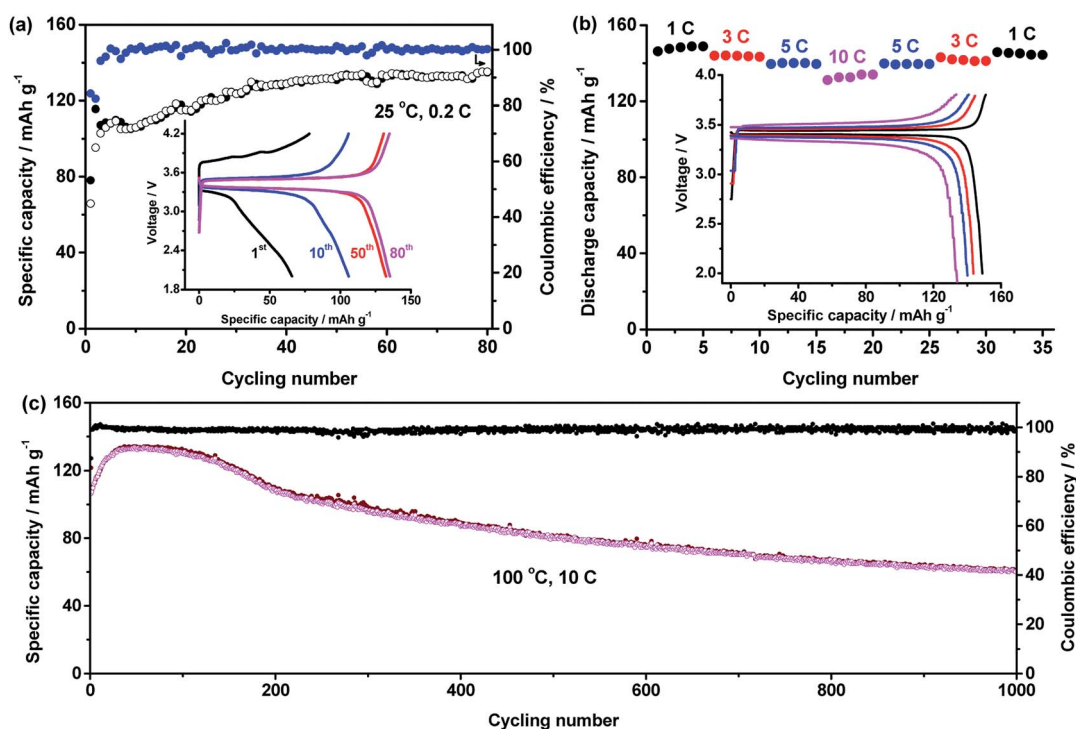 (a)
160
120
80
40
0
Specific capacity / mAh g⁻¹
100
80
60
40
20
0
Coulombic efficiency / %
25 °C, 0.2 C
4.2
3.6
3.0
2.4
1.8
Voltage / V
1ˢᵗ
10ᵗʰ
50ᵗʰ
80ᵗʰ
0 50 100 150
Specific capacity / mAh g⁻¹
0 20 40 60 80
Cycling number
(b)
160
120
80
40
0
Discharge capacity / mAh g⁻¹
1 C 3 C 5 C 10 C 5 C 3 C 1 C
4.0
3.5
3.0
2.5
2.0
Voltage / V
0 40 80 120 160
Specific capacity / mAh g⁻¹
0 5 10 15 20 25 30 35
Cycling number
(c)
160
120
80
40
0
Specific capacity / mAh g⁻¹
100
80
60
40
20
0
Coulombic efficiency / %
100 °C, 10 C
0 200 400 600 800 1000
Cycling number